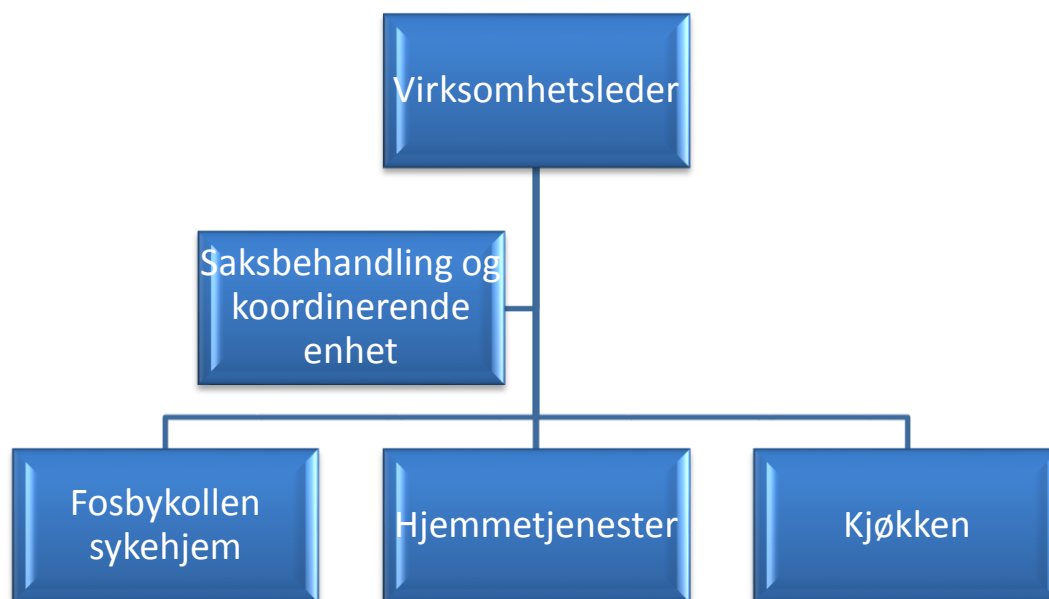 Virksomhetsleder
Saksbehandling og
koordinerende
enhet
Fosbykollen
sykehjem
Hjemmetjenester
Kjøkken